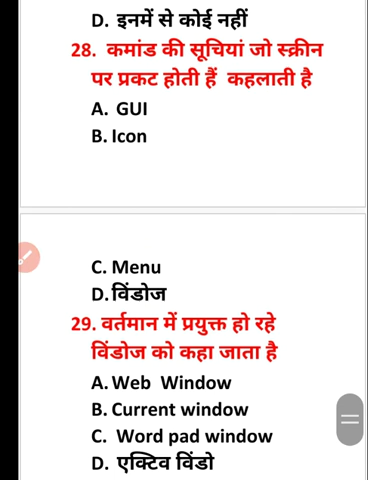 D. इनमें से कोई नहीं
28. कमांड की सूचियां जो स्क्रीन
पर प्रकट होती हैं कहलाती है
A. GUI
B. Icon
C. Menu
D. विंडोज
29. वर्तमान में प्रयुक्त हो रहे
विंडोज को कहा जाता है
A. Web Window
B. Current window
C. Word pad window
D. एक्टिव विंडो